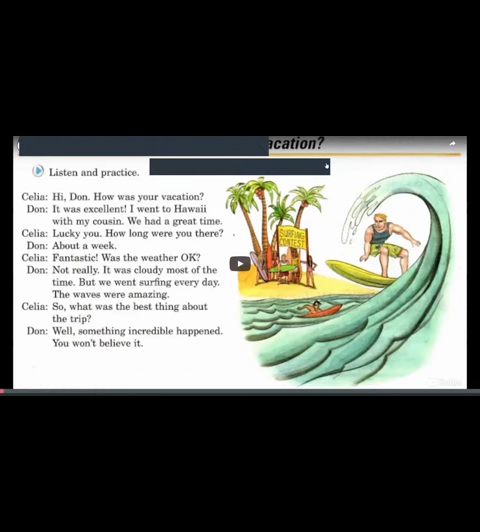 acation?
Listen and practice.
Celia: Hi, Don. How was your vacation?
Don: It was excellent! I went to Hawaii
with my cousin. We had a great time.
Celia: Lucky you. How long were you there?
Don: About a week.
Celia: Fantastic! Was the weather OK?
Don: Not really. It was cloudy most of the
time. But we went surfing every day.
The waves were amazing.
Celia: So, what was the best thing about
the trip?
Don: Well, something incredible happened.
You won't believe it.
SURFING
CONTEST